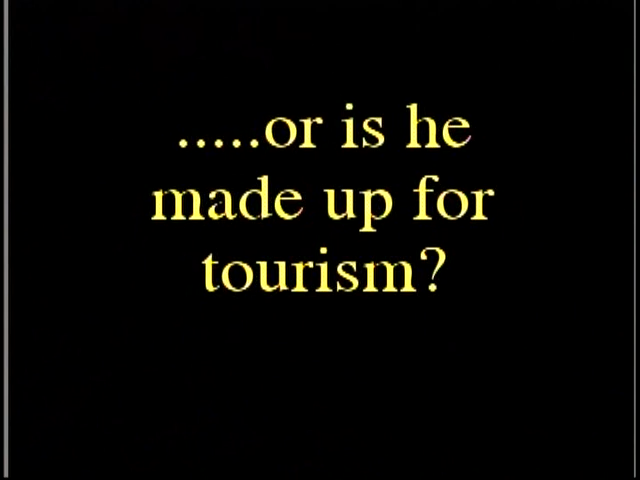 .....or is he
made up for
tourism?